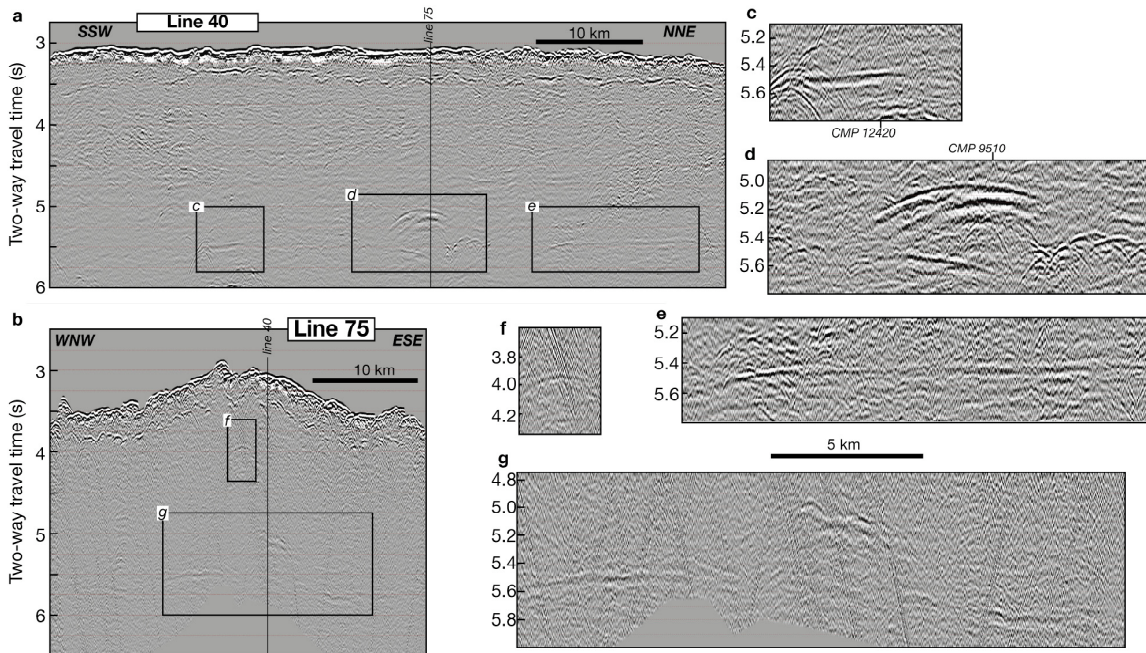 a
SSW
Line 40
line 75
10 km
NNE
Two-way travel time (s)
3
4
5
6
c
d
e
b
WNW
Line 75
line 40
ESE
10 km
Two-way travel time (s)
3
4
5
6
f
g
c
5.2
5.6
CMP 12420
d
CMP 9510
5.0
5.2
5.4
5.6
e
5.2
5.4
5.6
f
3.8
4.0
4.2
5 km
g
4.8
5.0
5.2
5.4
5.6
5.8